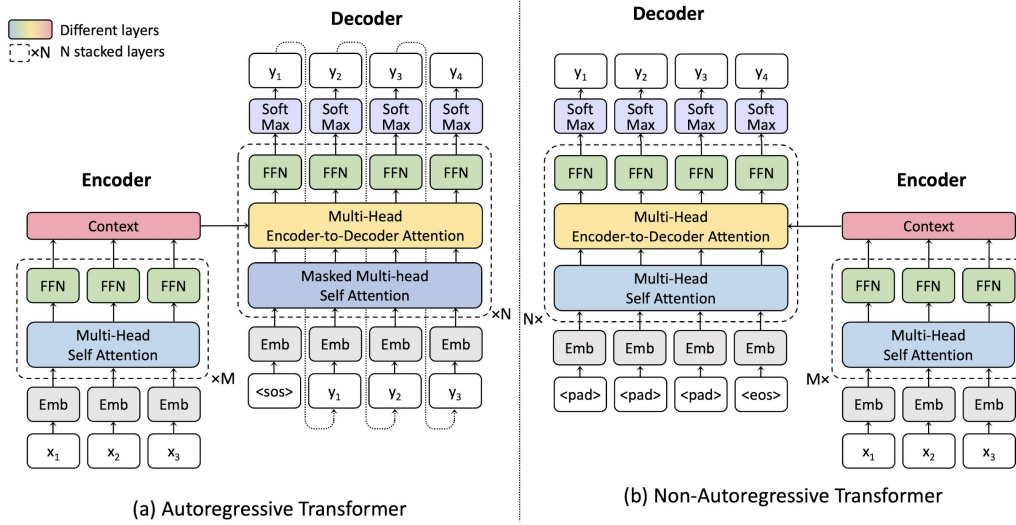 Different layers
×N N stacked layers
Decoder
y1 y2 y3 y4
Soft Max Soft Max Soft Max Soft Max
FFN FFN FFN FFN
Multi-Head
Encoder-to-Decoder Attention
Masked Multi-head
Self Attention
×N
Emb Emb Emb Emb
<sos> y1 y2 y3
Encoder
Context
FFN FFN FFN
Multi-Head
Self Attention
×M
Emb Emb Emb
x1 x2 x3
(a) Autoregressive Transformer
Decoder
y1 y2 y3 y4
Soft Max Soft Max Soft Max Soft Max
FFN FFN FFN FFN
Multi-Head
Encoder-to-Decoder Attention
Multi-Head
Self Attention
N×
Emb Emb Emb Emb
<pad> <pad> <pad> <eos>
Encoder
Context
FFN FFN FFN
Multi-Head
Self Attention
M×
Emb Emb Emb
x1 x2 x3
(b) Non-Autoregressive Transformer